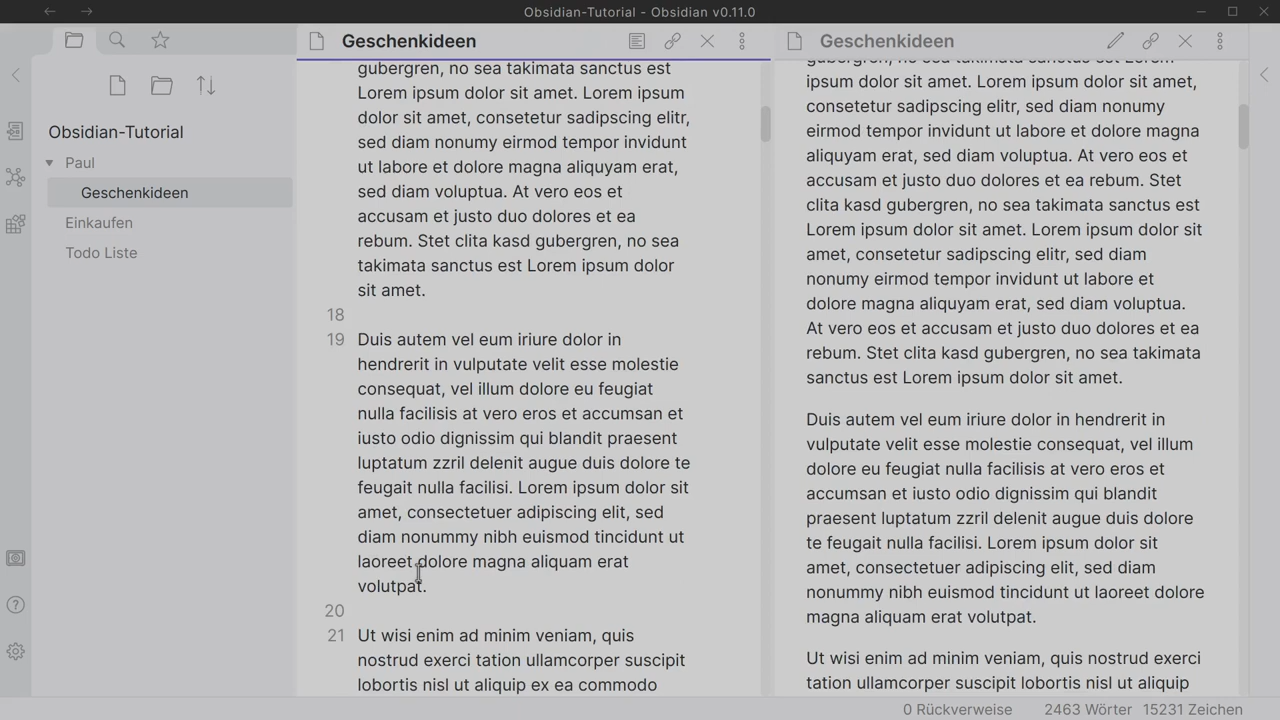 Obsidian-Tutorial - Obsidian v0.11.0
Obsidian-Tutorial
Paul
Geschenkideen
Einkaufen
Todo Liste
Geschenkideen
gubergren, no sea takimata sanctus est
Lorem ipsum dolor sit amet. Lorem ipsum
dolor sit amet, consetetur sadipscing elitr,
sed diam nonumy eirmod tempor invidunt
ut labore et dolore magna aliquyam erat,
sed diam voluptua. At vero eos et
accusam et justo duo dolores et ea
rebum. Stet clita kasd gubergren, no sea
takimata sanctus est Lorem ipsum dolor
sit amet.
18
19 Duis autem vel eum iriure dolor in
hendrerit in vulputate velit esse molestie
consequat, vel illum dolore eu feugiat
nulla facilisis at vero eros et accumsan et
iusto odio dignissim qui blandit praesent
luptatum zzril delenit augue duis dolore te
feugait nulla facilisi. Lorem ipsum dolor sit
amet, consectetuer adipiscing elit, sed
diam nonummy nibh euismod tincidunt ut
laoreet dolore magna aliquam erat
volutpat.
20
21 Ut wisi enim ad minim veniam, quis
nostrud exerci tation ullamcorper suscipit
lobortis nisl ut aliquip ex ea commodo
Geschenkideen
gubergren, no sea takimata sanctus est Lorem
ipsum dolor sit amet. Lorem ipsum dolor sit amet,
consetetur sadipscing elitr, sed diam nonumy
eirmod tempor invidunt ut labore et dolore magna
aliquyam erat, sed diam voluptua. At vero eos et
accusam et justo duo dolores et ea rebum. Stet
clita kasd gubergren, no sea takimata sanctus est
Lorem ipsum dolor sit amet. Lorem ipsum dolor sit
amet, consetetur sadipscing elitr, sed diam
nonumy eirmod tempor invidunt ut labore et
dolore magna aliquyam erat, sed diam voluptua.
At vero eos et accusam et justo duo dolores et ea
rebum. Stet clita kasd gubergren, no sea takimata
sanctus est Lorem ipsum dolor sit amet.
Duis autem vel eum iriure dolor in hendrerit in
vulputate velit esse molestie consequat, vel illum
dolore eu feugiat nulla facilisis at vero eros et
accumsan et iusto odio dignissim qui blandit
praesent luptatum zzril delenit augue duis dolore
te feugait nulla facilisi. Lorem ipsum dolor sit
amet, consectetuer adipiscing elit, sed diam
nonummy nibh euismod tincidunt ut laoreet dolore
magna aliquam erat volutpat.
Ut wisi enim ad minim veniam, quis nostrud exerci
tation ullamcorper suscipit lobortis nisl ut aliquip
0 Rückverweise 2463 Wörter 15231 Zeichen